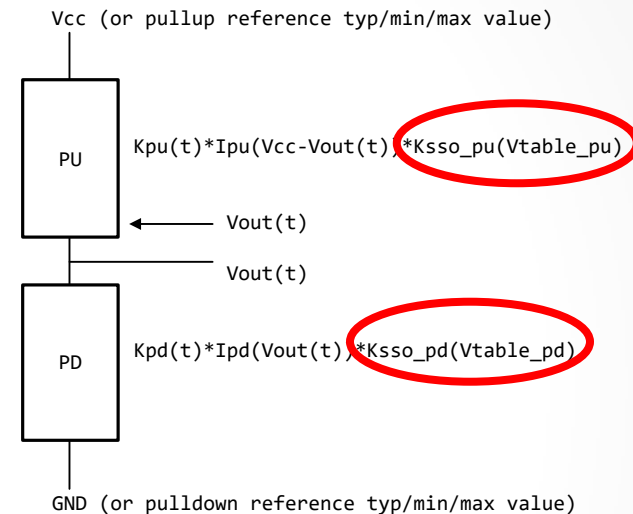 Vcc (or pullup reference typ/min/max value)
PU
Kpu(t)*Ipu(Vcc-Vout(t))*Ksso_pu(Vtable_pu)
Vout(t)
Vout(t)
PD
Kpd(t)*Ipd(Vout(t))*Ksso_pd(Vtable_pd)
GND (or pulldown reference typ/min/max value)